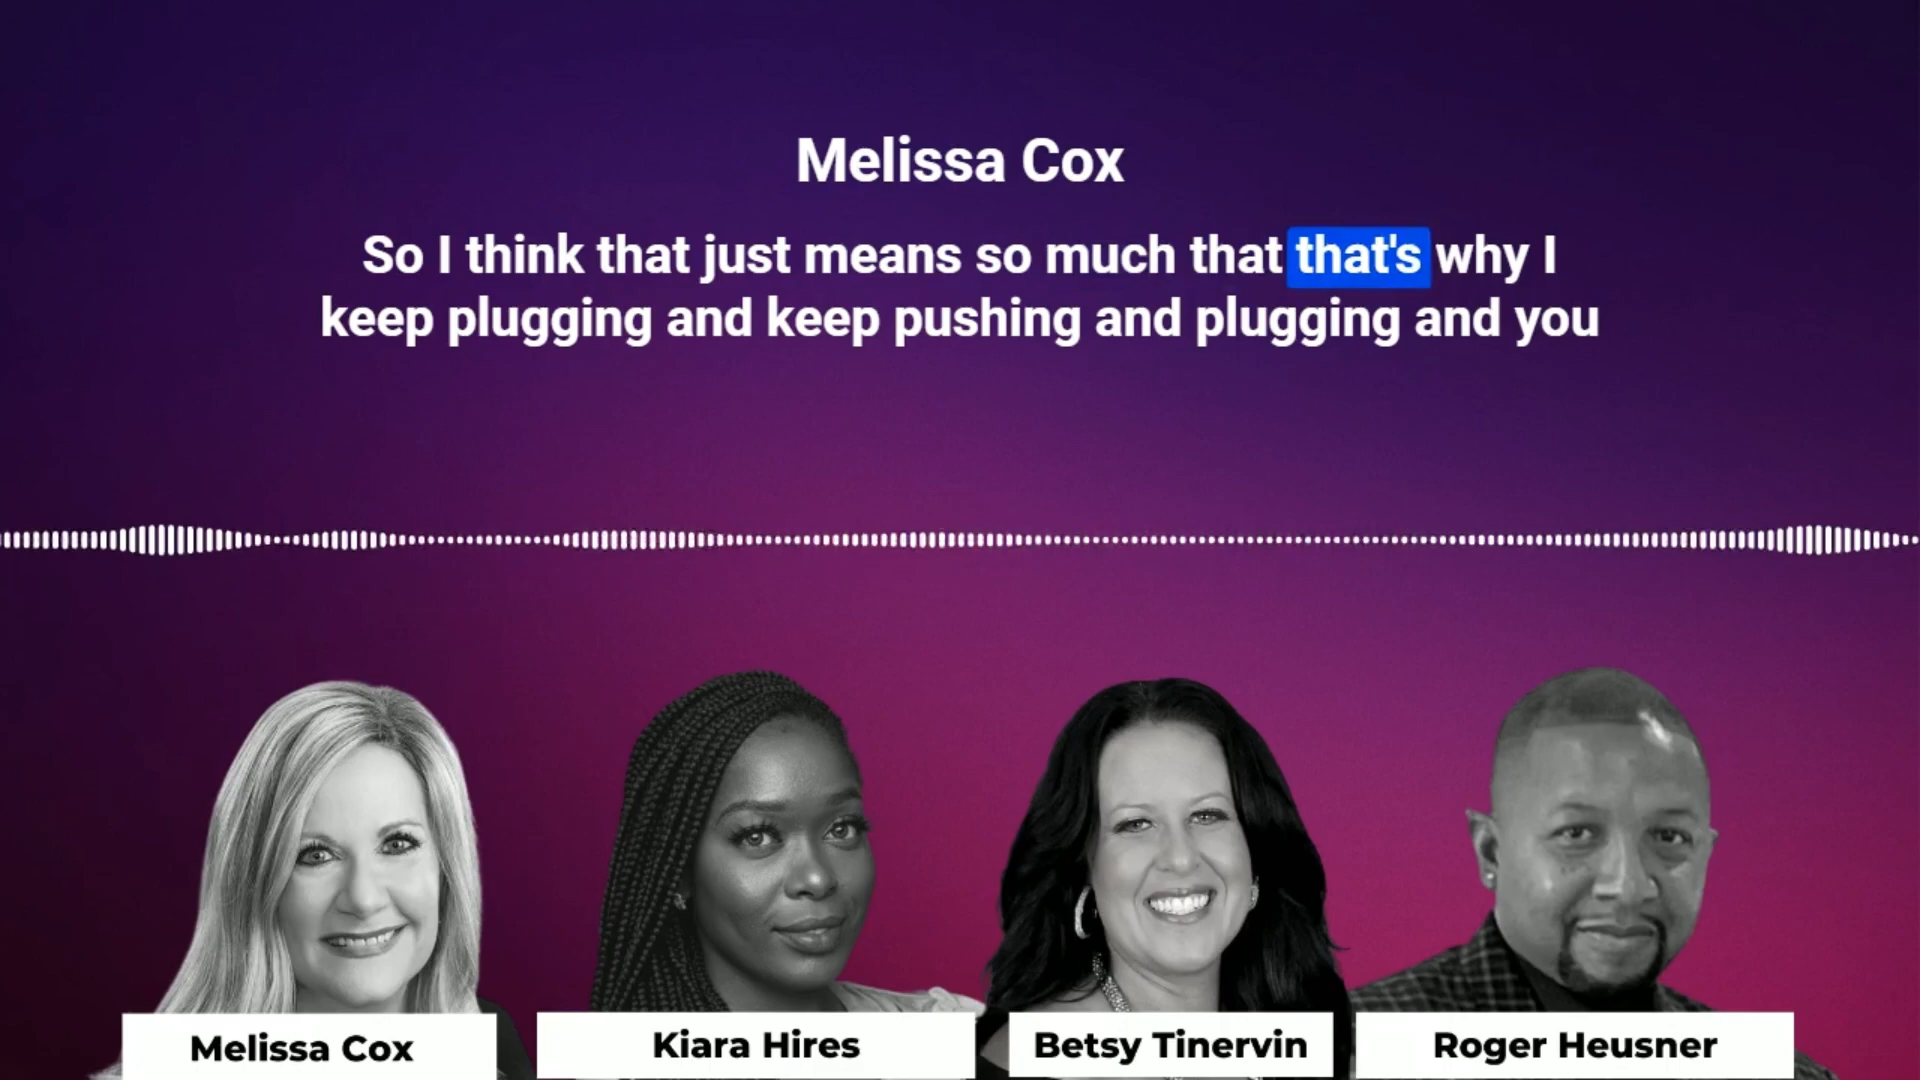 Melissa Cox
So I think that just means so much that that's why I
keep plugging and keep pushing and plugging and you
Melissa Cox
Kiara Hires
Betsy Tinervin
Roger Heusner